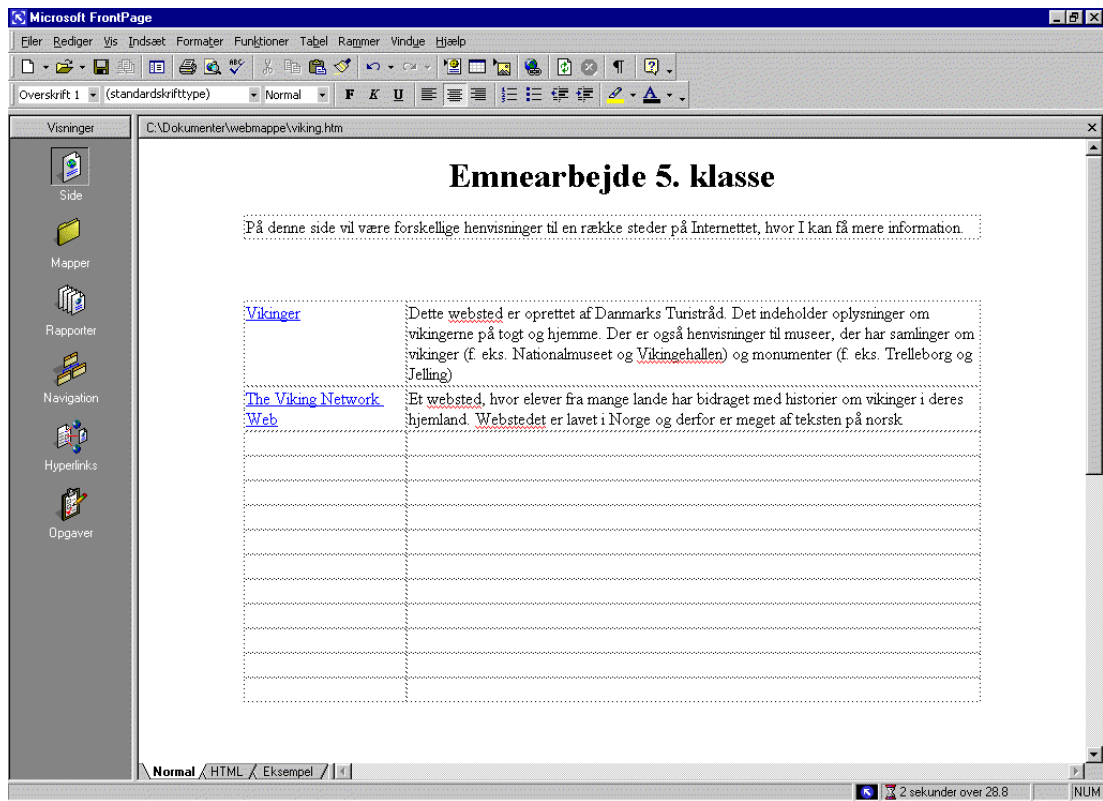 Microsoft FrontPage
Filer Rediger Vis Indsæt Formater Funktioner Tabel Rammer Vindue Hjælp
Overskrift 1 (standardskrifttype) Normal F K U A
Visninger
C:\Dokumenter\webmappe\viking.htm
Side
Mapper
Rapporter
Navigation
Hyperlinks
Opgaver
Emnearbejde 5. klasse
På denne side vil være forskellige henvisninger til en række steder på Internettet, hvor I kan få mere information.
Vikinger
Dette websted er oprettet af Danmarks Turistråd. Det indeholder oplysninger om
vikingerne på togt og hjemme. Der er også henvisninger til museer, der har samlinger om
vikinger (f. eks. Nationalmuseet og Vikingehallen) og monumenter (f. eks. Trelleborg og
Jelling)
The Viking Network
Web
Et websted, hvor elever fra mange lande har bidraget med historier om vikinger i deres
hjemland. Webstedet er lavet i Norge og derfor er meget af teksten på norsk
Normal HTML Eksempel
2 sekunder over 28.8 NUM